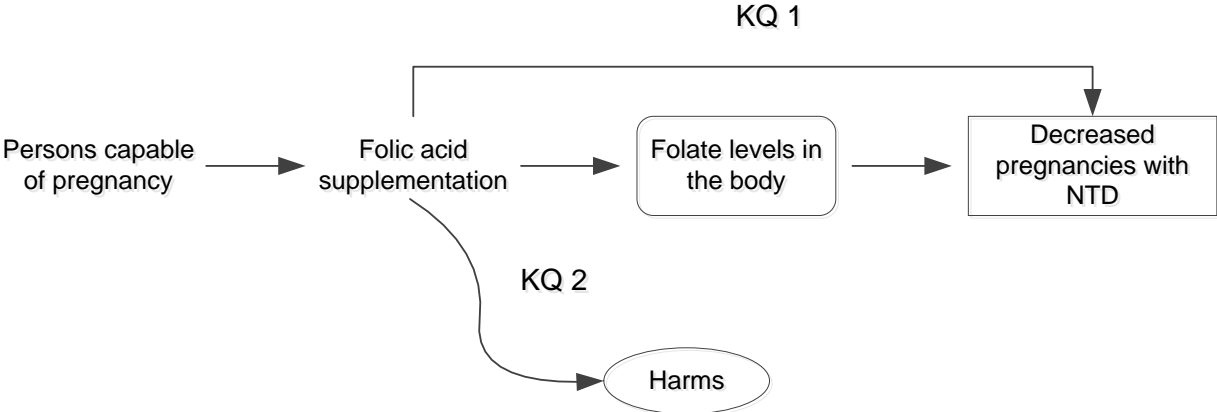 KQ 1
Persons capable
of pregnancy
Folic acid
supplementation
Folate levels in
the body
Decreased
pregnancies with
NTD
KQ 2
Harms